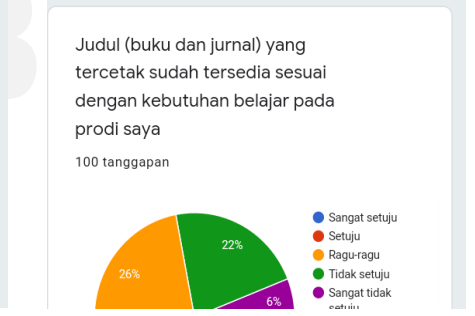 Judul (buku dan jurnal) yang
tercetak sudah tersedia sesuai
dengan kebutuhan belajar pada
prodi saya
100 tanggapan
Sangat setuju
Setuju
Ragu-ragu
Tidak setuju
Sangat tidak
setuju
22%
26%
6%